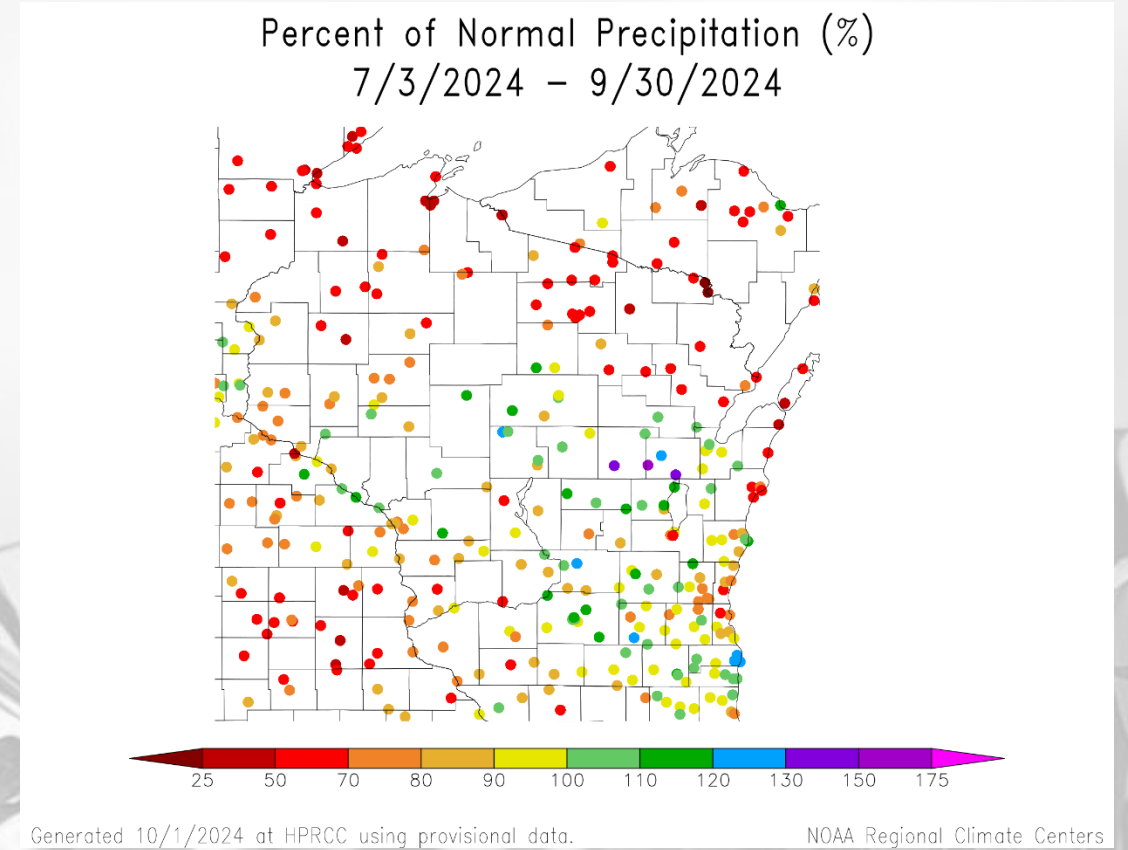 Percent of Normal Precipitation (%)
7/3/2024 – 9/30/2024
25 50 70 80 90 100 110 120 130 150 175
Generated 10/1/2024 at HPRCC using provisional data. NOAA Regional Climate Centers